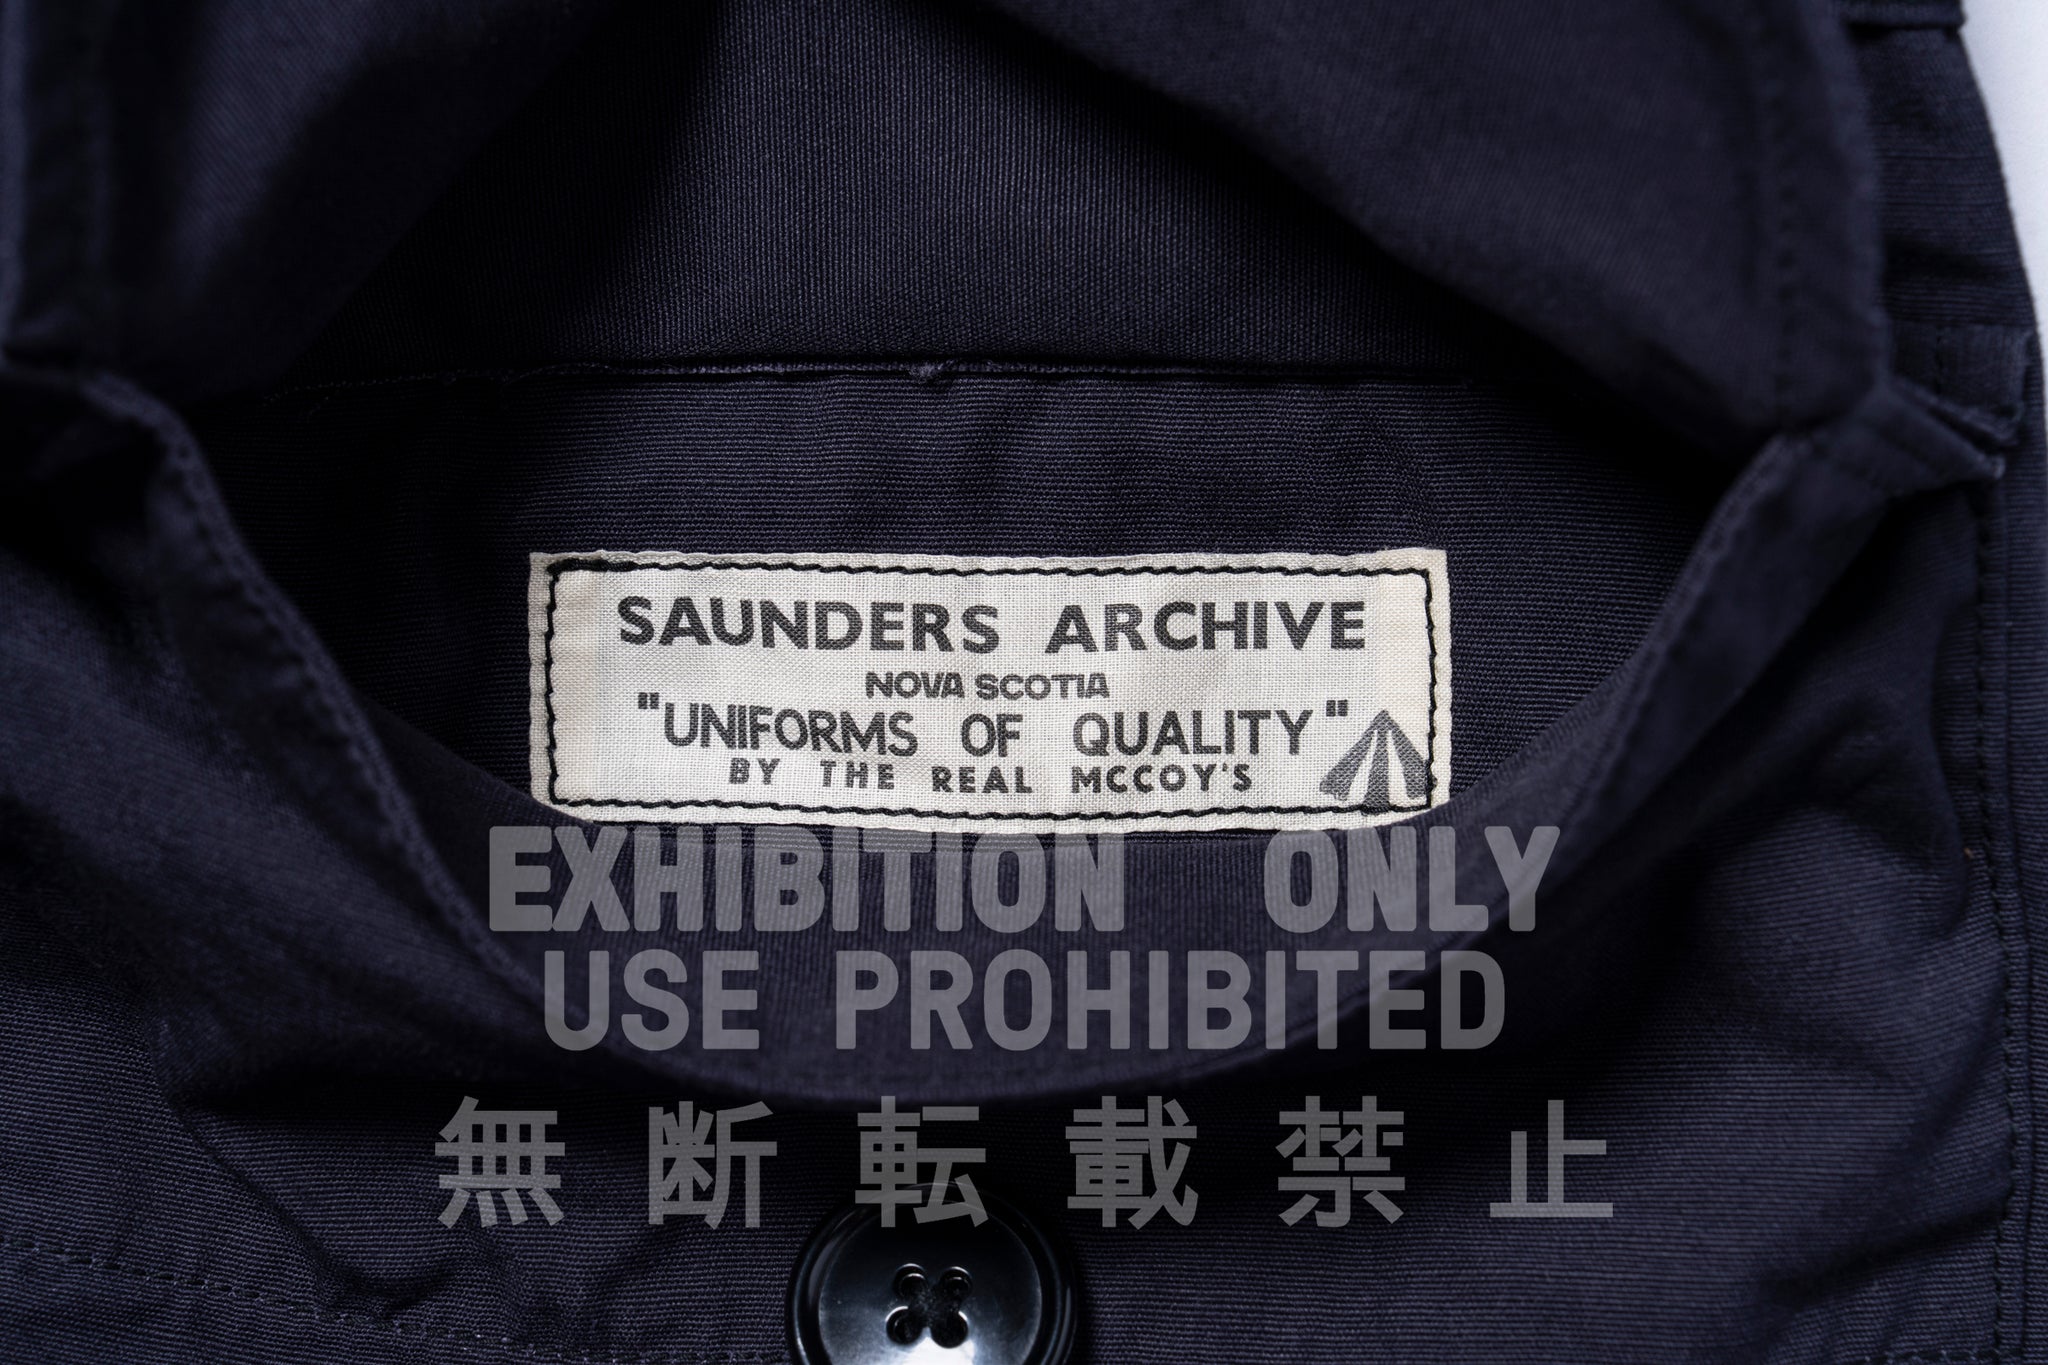 SAUNDERS ARCHIVE
NOVA SCOTIA
"UNIFORMS OF QUALITY"
BY THE REAL MCCOY'S
EXHIBITION ONLY
USE PROHIBITED
無断転載禁止